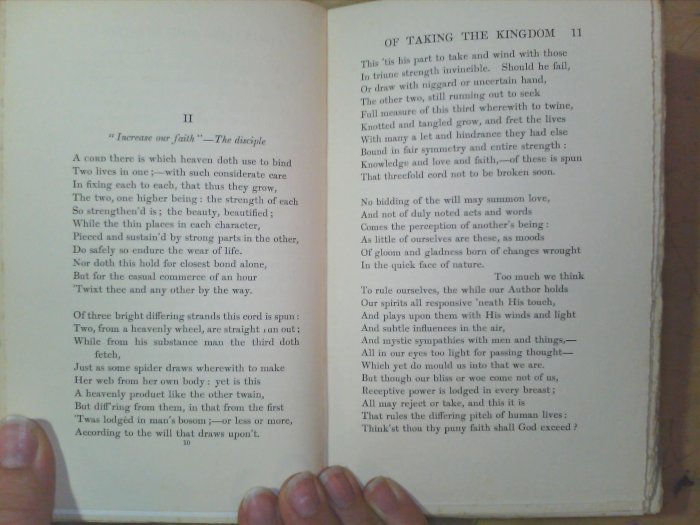 II
"Increase our faith"—The disciple
A CORD there is which heaven doth use to bind
Two lives in one;—with such considerate care
In fixing each to each, that thus they grow,
The two, one higher being: the strength of each
So strengthen'd is; the beauty, beautified;
While the thin places in each character,
Pieced and sustain'd by strong parts in the other,
Do safely so endure the wear of life.
Nor doth this hold for closest bond alone,
But for the casual commerce of an hour
'Twixt thee and any other by the way.
Of three bright differing strands this cord is spun:
Two, from a heavenly wheel, are straight run out;
While from his substance man the third doth
fetch,
Just as some spider draws wherewith to make
Her web from her own body: yet is this
A heavenly product like the other twain,
But diff'ring from them, in that from the first
'Twas lodgèd in man's bosom;—or less or more,
According to the will that draws upon't.
10
OF TAKING THE KINGDOM 11
This 'tis his part to take and wind with those
In triune strength invincible. Should he fail,
Or draw with niggard or uncertain hand,
The other two, still running out to seek
Full measure of this third wherewith to twine,
Knotted and tangled grow, and fret the lives
With many a let and hindrance they had else
Bound in fair symmetry and entire strength:
Knowledge and love and faith,—of these is spun
That threefold cord not to be broken soon.
No bidding of the will may summon love,
And not of duly noted acts and words
Comes the perception of another's being:
As little of ourselves are these, as moods
Of gloom and gladness born of changes wrought
In the quick face of nature.
Too much we think
To rule ourselves, the while our Author holds
Our spirits all responsive 'neath His touch,
And plays upon them with His winds and light
And subtle influences in the air,
And mystic sympathies with men and things,—
All in our eyes too light for passing thought—
Which yet do mould us into that we are.
But though our bliss or woe come not of us,
Receptive power is lodged in every breast;
All may reject or take, and this it is
That rules the differing pitch of human lives:
Think'st thou thy puny faith shall God exceed?